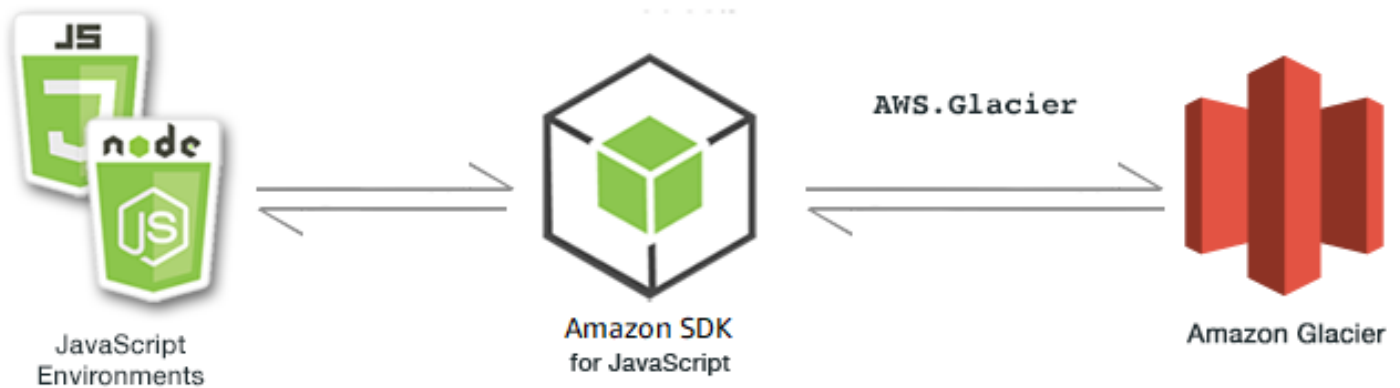 JS
node
JS
JavaScript
Environments
Amazon SDK
for JavaScript
AWS.Glacier
Amazon Glacier